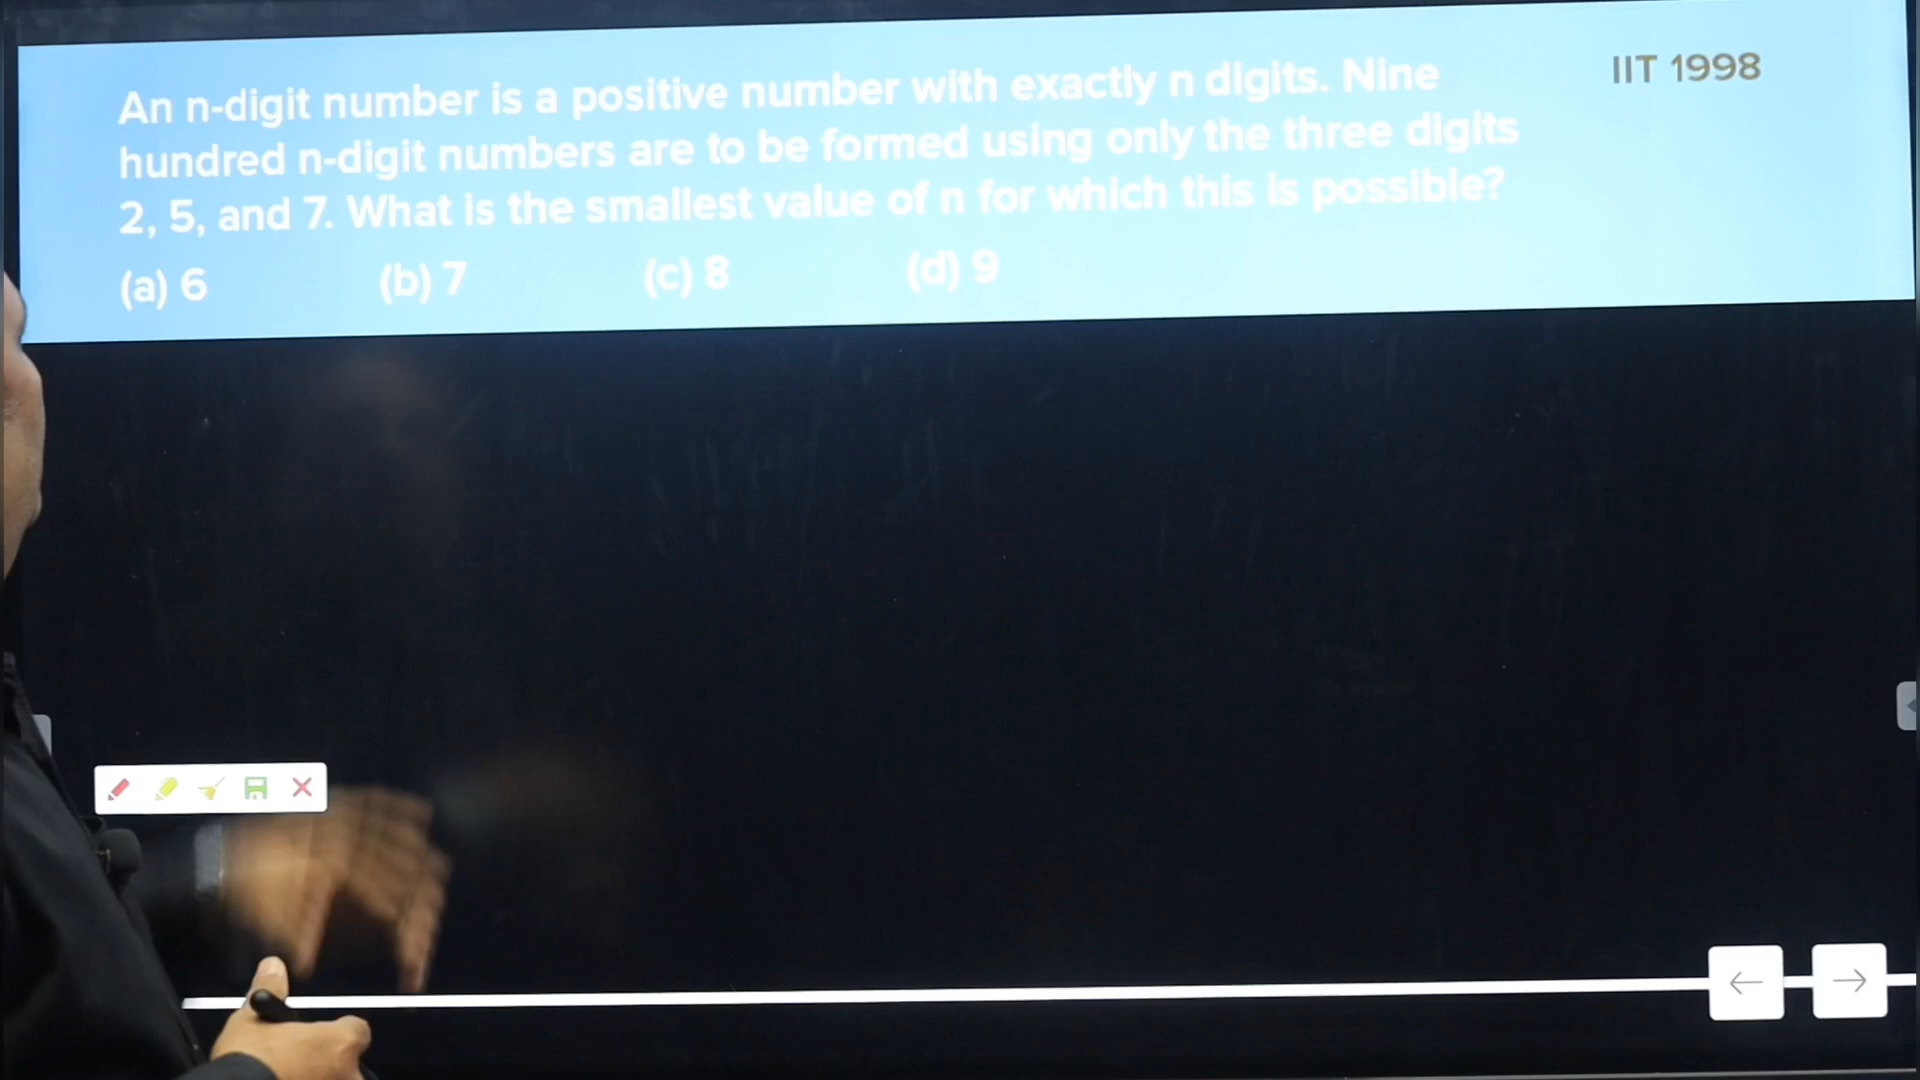 An n-digit number is a positive number with exactly n digits. Nine
IIT 1998
hundred n-digit numbers are to be formed using only the three digits
2, 5, and 7. What is the smallest value of n for which this is possible?
(a) 6 (b) 7 (c) 8 (d) 9